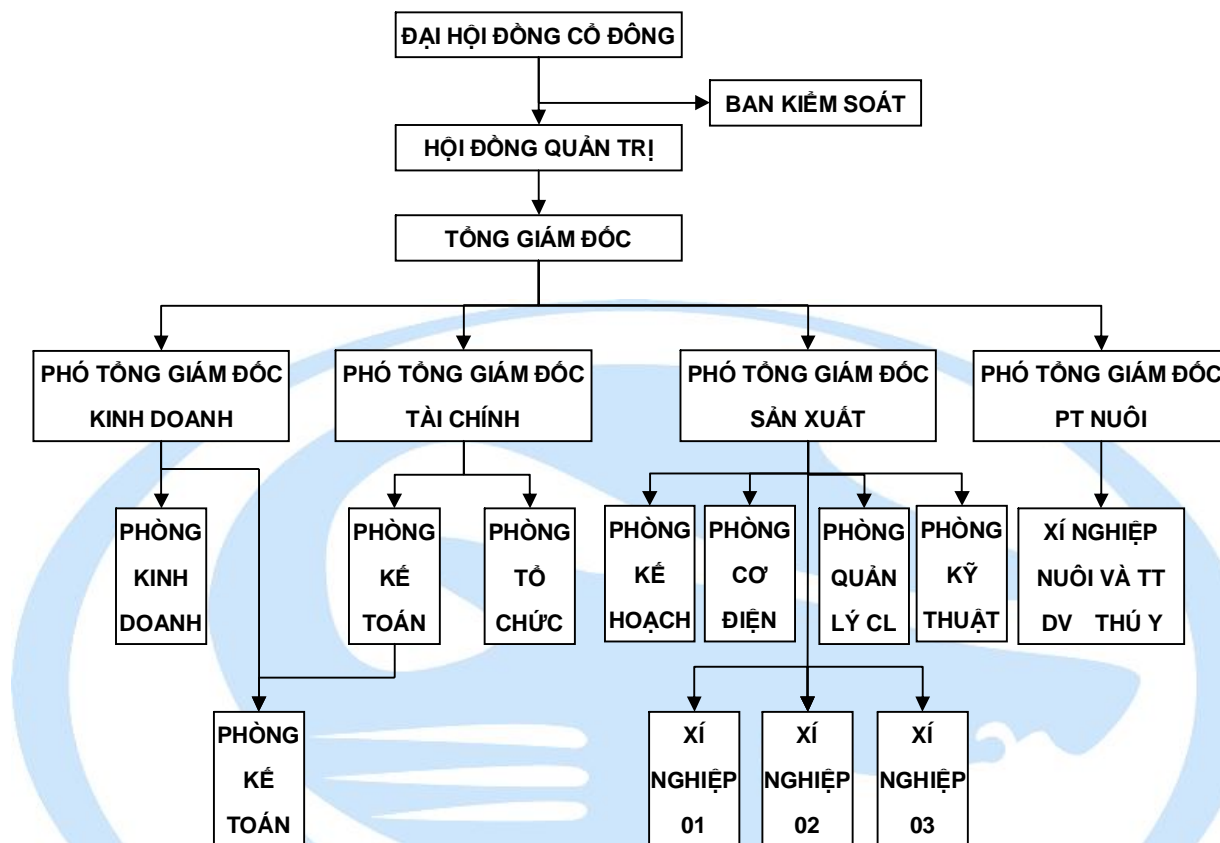 ĐẠI HỘI ĐỒNG CỔ ĐÔNG
BAN KIỂM SOÁT
HỘI ĐỒNG QUẢN TRỊ
TỔNG GIÁM ĐỐC
PHÓ TỔNG GIÁM ĐỐC
KINH DOANH
PHÓ TỔNG GIÁM ĐỐC
TÀI CHÍNH
PHÓ TỔNG GIÁM ĐỐC
SẢN XUẤT
PHÓ TỔNG GIÁM ĐỐC
PT NUÔI
PHÒNG
KINH
DOANH
PHÒNG
KẾ
TOÁN
PHÒNG
TỔ
CHỨC
PHÒNG
KẾ
HOẠCH
PHÒNG
CƠ
ĐIỆN
PHÒNG
QUẢN
LÝ CL
PHÒNG
KỸ
THUẬT
XÍ NGHIỆP
NUÔI VÀ TT
DV THÚ Y
PHÒNG
KẾ
TOÁN
XÍ
NGHIỆP
01
XÍ
NGHIỆP
02
XÍ
NGHIỆP
03